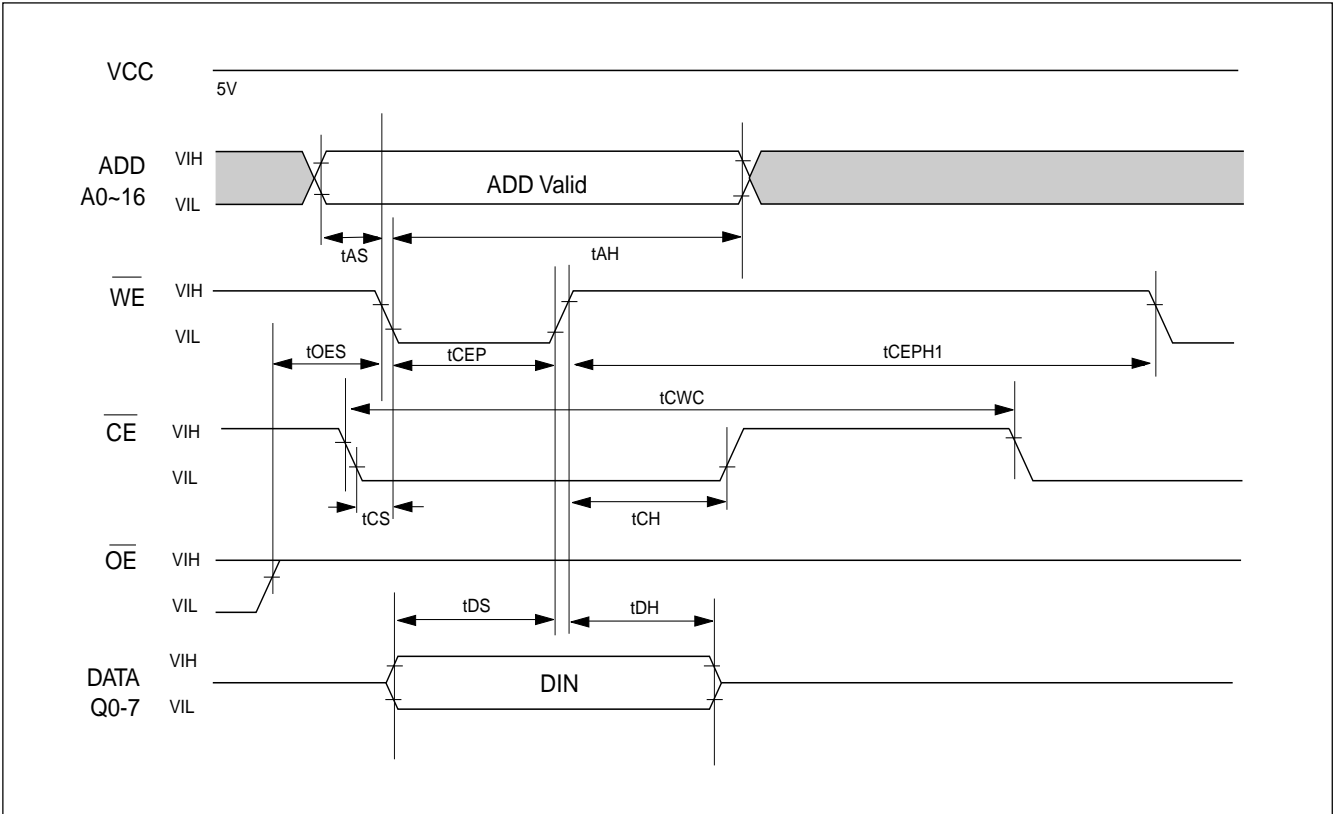 VCC
5V
ADD
A0~16
VIH
VIL
ADD Valid
tAS
tAH
WE
VIH
VIL
tOES
tCEP
tCEPH1
tCWC
CE
VIH
VIL
tCS
tCH
OE
VIH
VIL
tDS
tDH
DATA
Q0-7
VIH
VIL
DIN